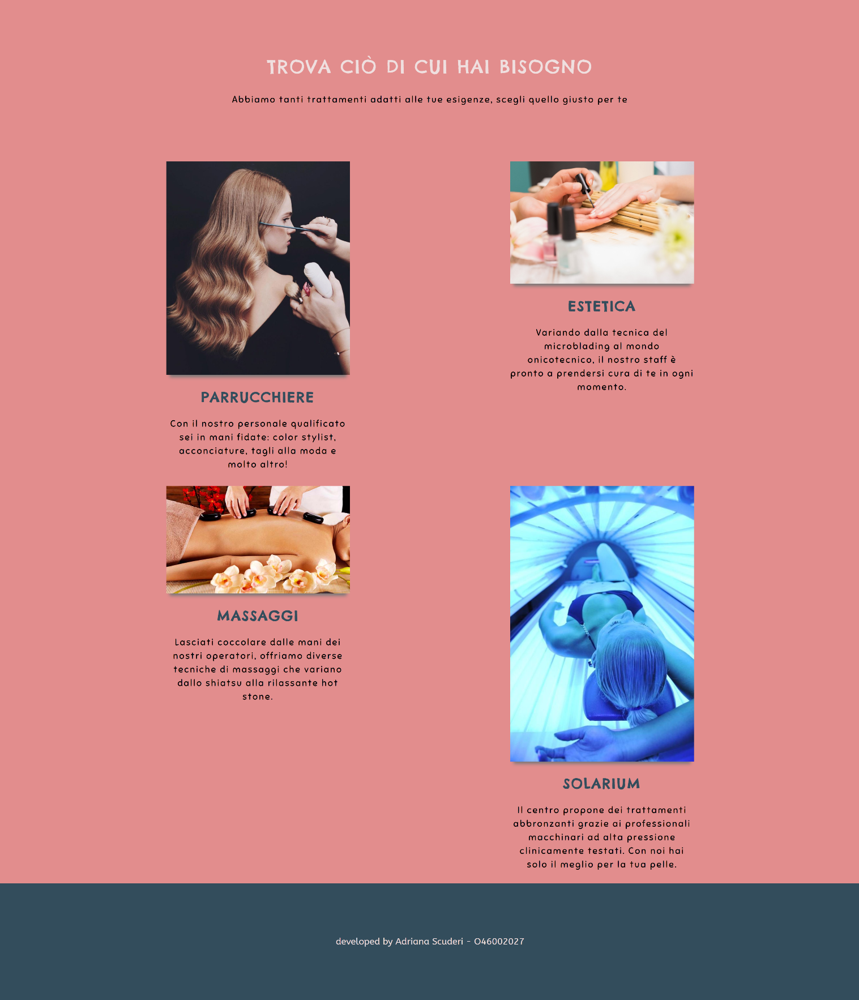 TROVA CIÒ DI CUI HAI BISOGNO
Abbiamo tanti trattamenti adatti alle tue esigenze, scegli quello giusto per te
PARRUCCHIERE
Con il nostro personale qualificato
sei in mani fidate: color stylist,
acconciature, tagli alla moda e
molto altro!
ESTETICA
Variando dalla tecnica del
microblading al mondo
onicotecnico, il nostro staff è
pronto a prendersi cura di te in ogni
momento.
MASSAGGI
Lasciati coccolare dalle mani dei
nostri operatori, offriamo diverse
tecniche di massaggi che variano
dallo shiatsu alla rilassante hot
stone.
SOLARIUM
Il centro propone dei trattamenti
abbronzanti grazie ai professionali
macchinari ad alta pressione
clinicamente testati. Con noi hai
solo il meglio per la tua pelle.
developed by Adriana Scuderi - O46002027